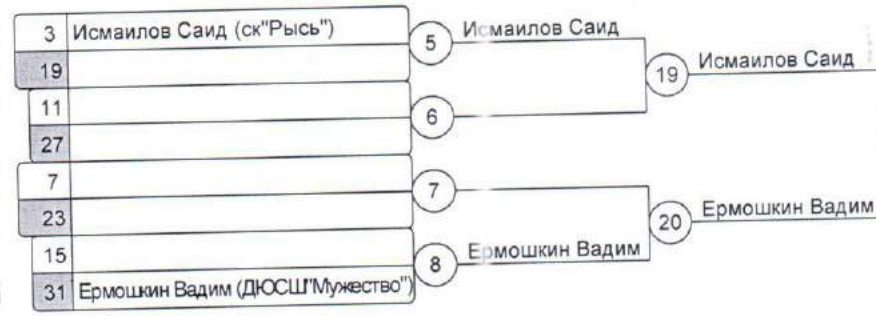 3 Исмаилов Саид (ск"Рысь")
19
11
27
7
23
15
31 Ермошкин Вадим (ДЮСШ"Мужество")
5 Исмаилов Саид
6
7
8 Ермошкин Вадим
19 Исмаилов Саид
20 Ермошкин Вадим